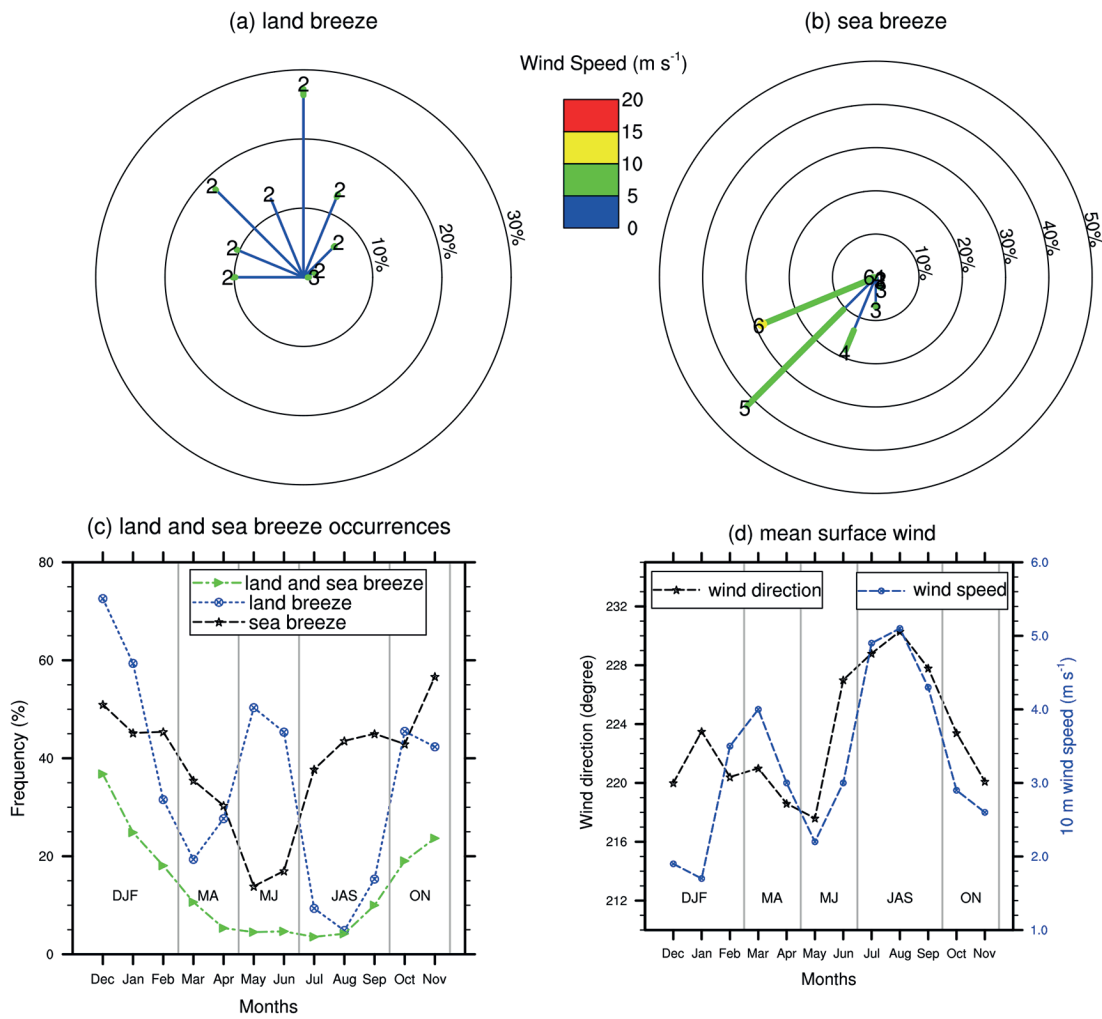 (a) land breeze
(b) sea breeze
Wind Speed (m s⁻¹)
20
15
10
5
0
2
2
2
2
2
2
2
2
3
10%
20%
30%
6
6
5
4
3
3
10%
20%
30%
40%
50%
(c) land and sea breeze occurrences
80
60
40
20
0
Frequency (%)
land and sea breeze
land breeze
sea breeze
DJF MA MJ JAS ON
Dec Jan Feb Mar Apr May Jun Jul Aug Sep Oct Nov
Months
(d) mean surface wind
232
228
224
220
216
212
Wind direction (degree)
wind direction
wind speed
6.0
5.0
4.0
3.0
2.0
1.0
10 m wind speed (m s⁻¹)
DJF MA MJ JAS ON
Dec Jan Feb Mar Apr May Jun Jul Aug Sep Oct Nov
Months